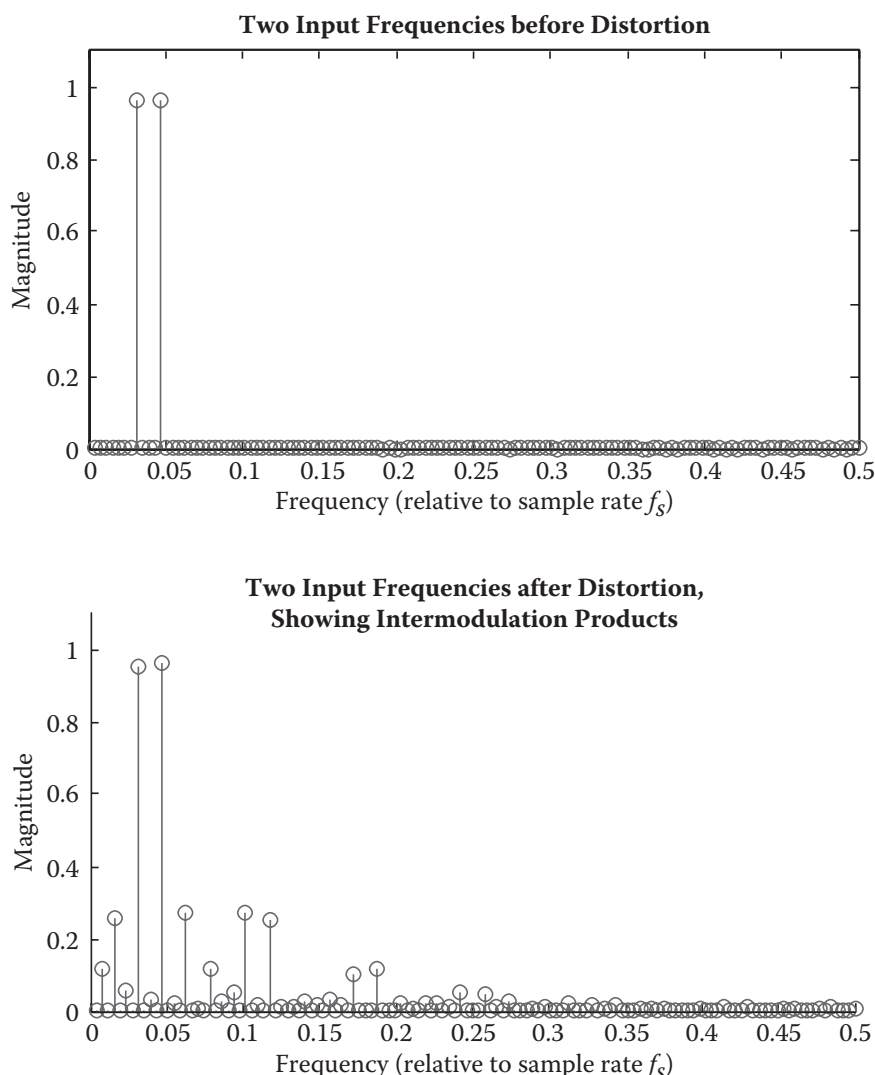 Two Input Frequencies before Distortion
1
0.8
0.6
0.4
0.2
0
Magnitude
0 0.05 0.1 0.15 0.2 0.25 0.3 0.35 0.4 0.45 0.5
Frequency (relative to sample rate fs)
Two Input Frequencies after Distortion,
Showing Intermodulation Products
1
0.8
0.6
0.4
0.2
0
Magnitude
0 0.05 0.1 0.15 0.2 0.25 0.3 0.35 0.4 0.45 0.5
Frequency (relative to sample rate fs)